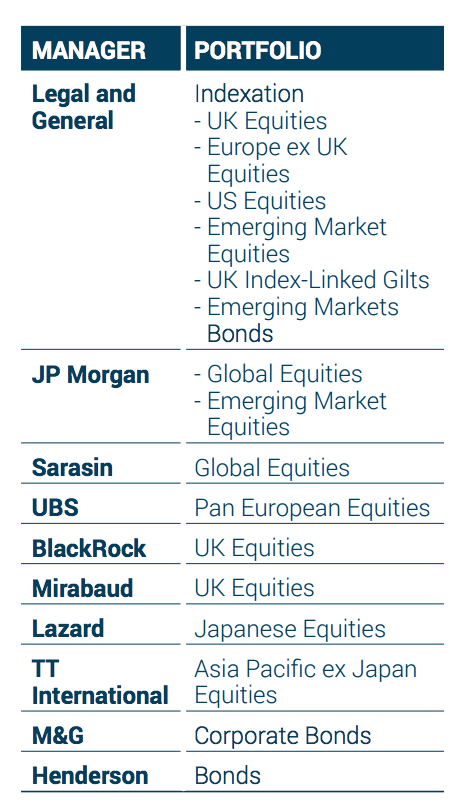 MANAGER PORTFOLIO
Legal and Indexation
General - UK Equities
- Europe ex UK
Equities
- US Equities
- Emerging Market
Equities
- UK Index-Linked Gilts
- Emerging Markets
Bonds
JP Morgan - Global Equities
- Emerging Market
Equities
Sarasin Global Equities
UBS Pan European Equities
BlackRock UK Equities
Mirabaud UK Equities
Lazard Japanese Equities
TT Asia Pacific ex Japan
International Equities
M&G Corporate Bonds
Henderson Bonds